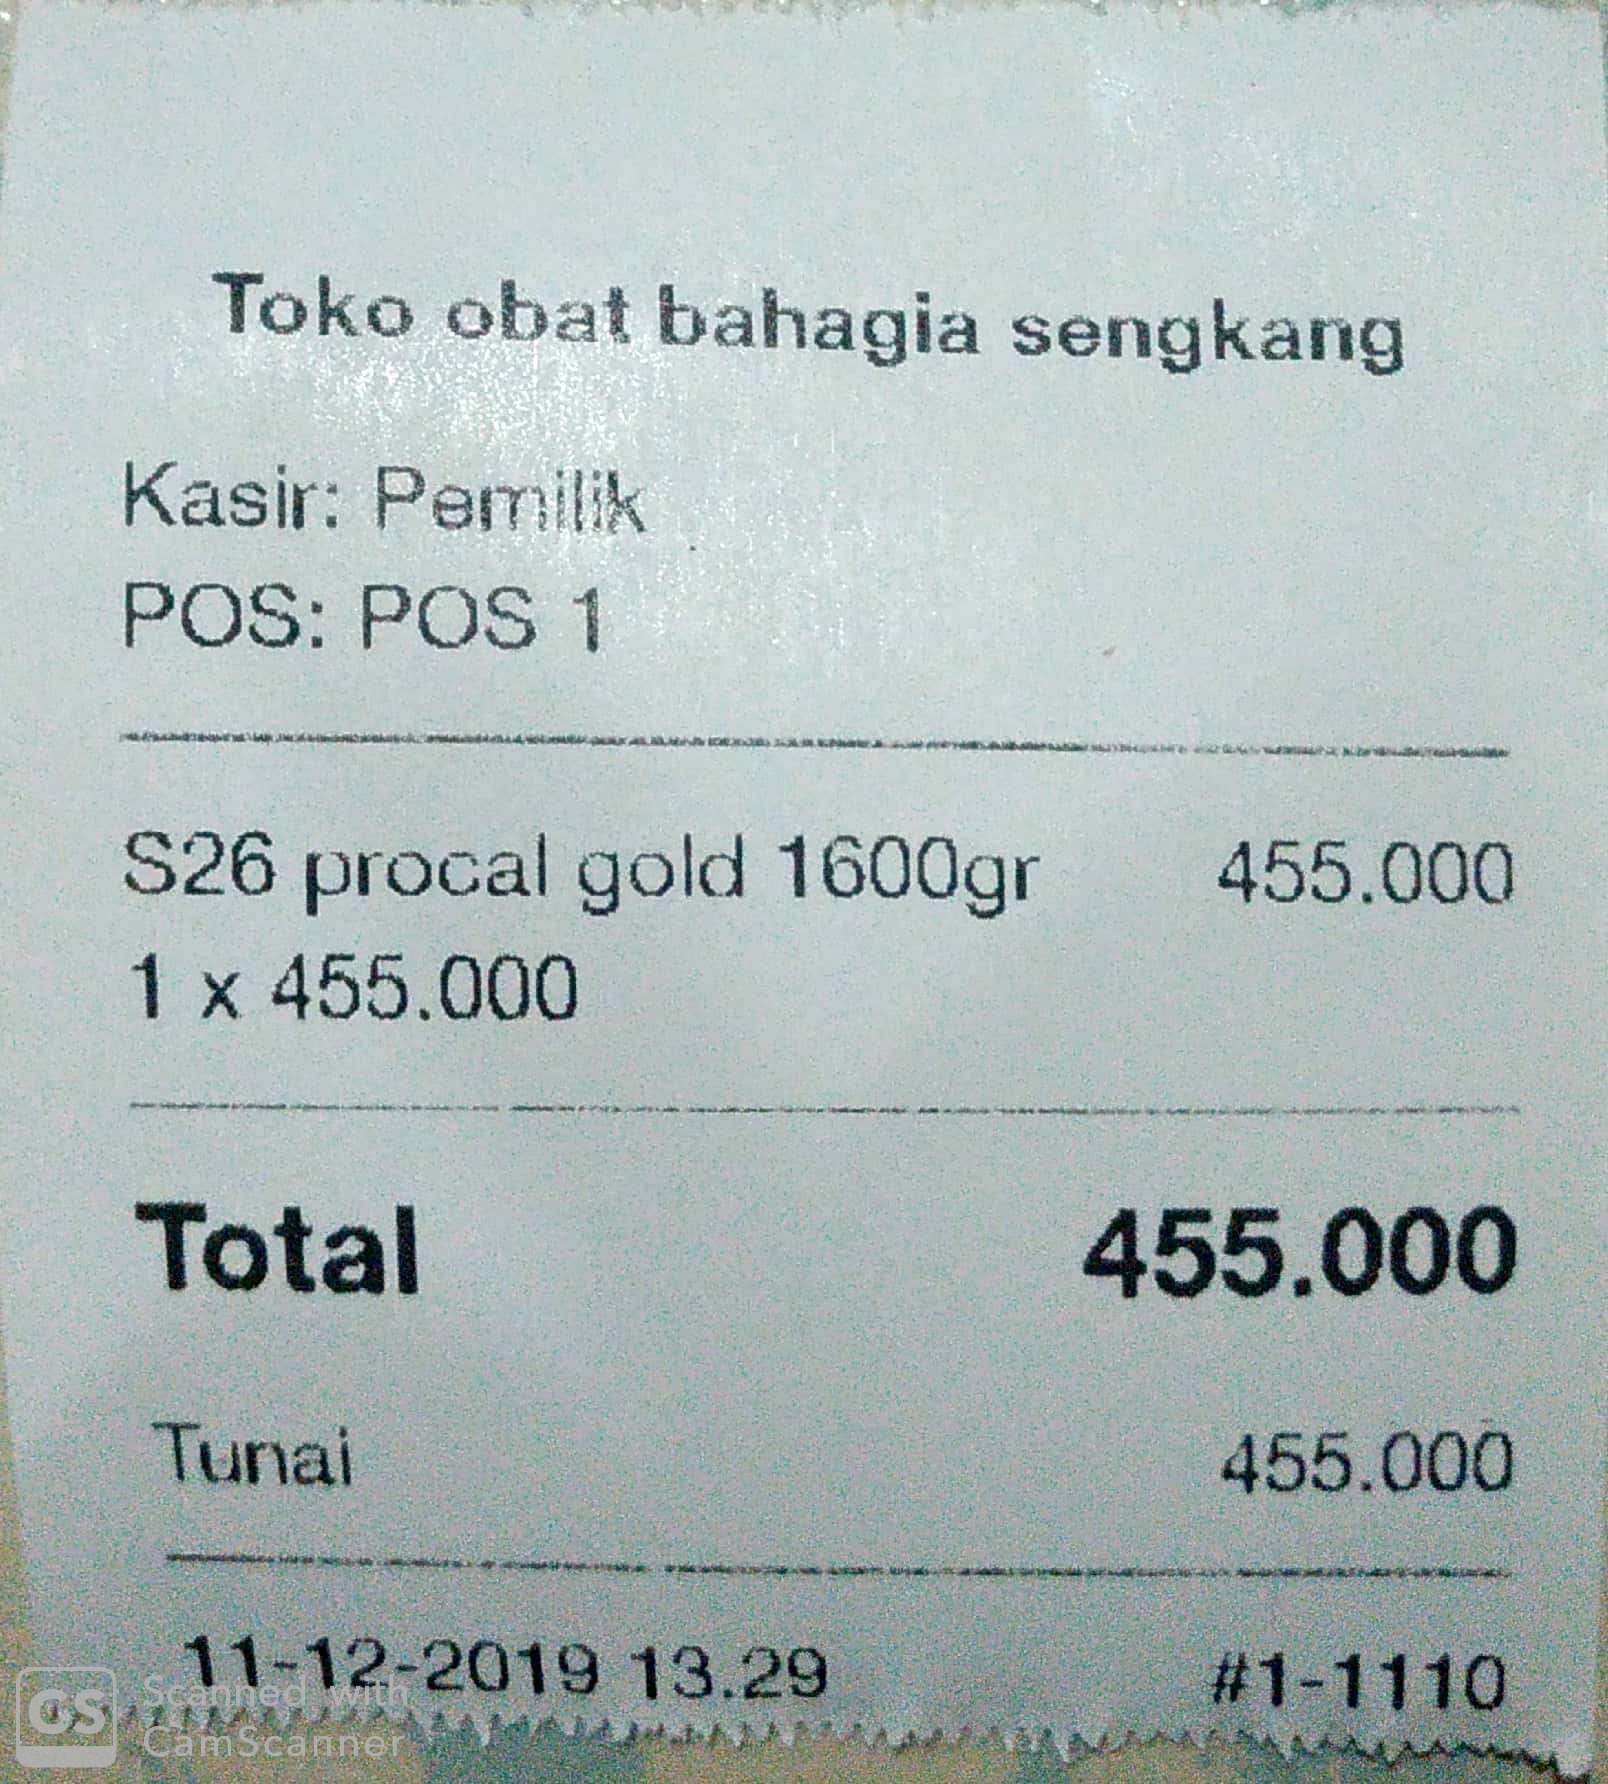 Toko obat bahagia sengkang
Kasir: Pemilik
POS: POS 1
S26 procal gold 1600gr 455.000
1 x 455.000
Total 455.000
Tunai 455.000
11-12-2019 13.29 #1-1110
CS Scanned with
CamScanner